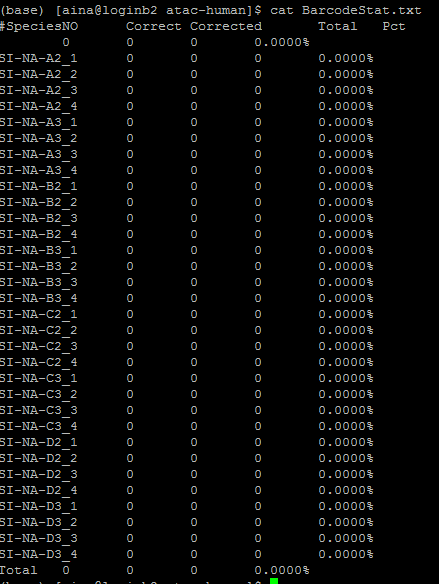 (base) [aina@loginb2 atac-human]$ cat BarcodeStat.txt
#SpeciesNO Correct Corrected Total Pct
0 0 0 0.0000%
SI-NA-A2_1 0 0 0 0.0000%
SI-NA-A2_2 0 0 0 0.0000%
SI-NA-A2_3 0 0 0 0.0000%
SI-NA-A2_4 0 0 0 0.0000%
SI-NA-A3_1 0 0 0 0.0000%
SI-NA-A3_2 0 0 0 0.0000%
SI-NA-A3_3 0 0 0 0.0000%
SI-NA-A3_4 0 0 0 0.0000%
SI-NA-B2_1 0 0 0 0.0000%
SI-NA-B2_2 0 0 0 0.0000%
SI-NA-B2_3 0 0 0 0.0000%
SI-NA-B2_4 0 0 0 0.0000%
SI-NA-B3_1 0 0 0 0.0000%
SI-NA-B3_2 0 0 0 0.0000%
SI-NA-B3_3 0 0 0 0.0000%
SI-NA-B3_4 0 0 0 0.0000%
SI-NA-C2_1 0 0 0 0.0000%
SI-NA-C2_2 0 0 0 0.0000%
SI-NA-C2_3 0 0 0 0.0000%
SI-NA-C2_4 0 0 0 0.0000%
SI-NA-C3_1 0 0 0 0.0000%
SI-NA-C3_2 0 0 0 0.0000%
SI-NA-C3_3 0 0 0 0.0000%
SI-NA-C3_4 0 0 0 0.0000%
SI-NA-D2_1 0 0 0 0.0000%
SI-NA-D2_2 0 0 0 0.0000%
SI-NA-D2_3 0 0 0 0.0000%
SI-NA-D2_4 0 0 0 0.0000%
SI-NA-D3_1 0 0 0 0.0000%
SI-NA-D3_2 0 0 0 0.0000%
SI-NA-D3_3 0 0 0 0.0000%
SI-NA-D3_4 0 0 0 0.0000%
Total 0 0 0 0.0000%